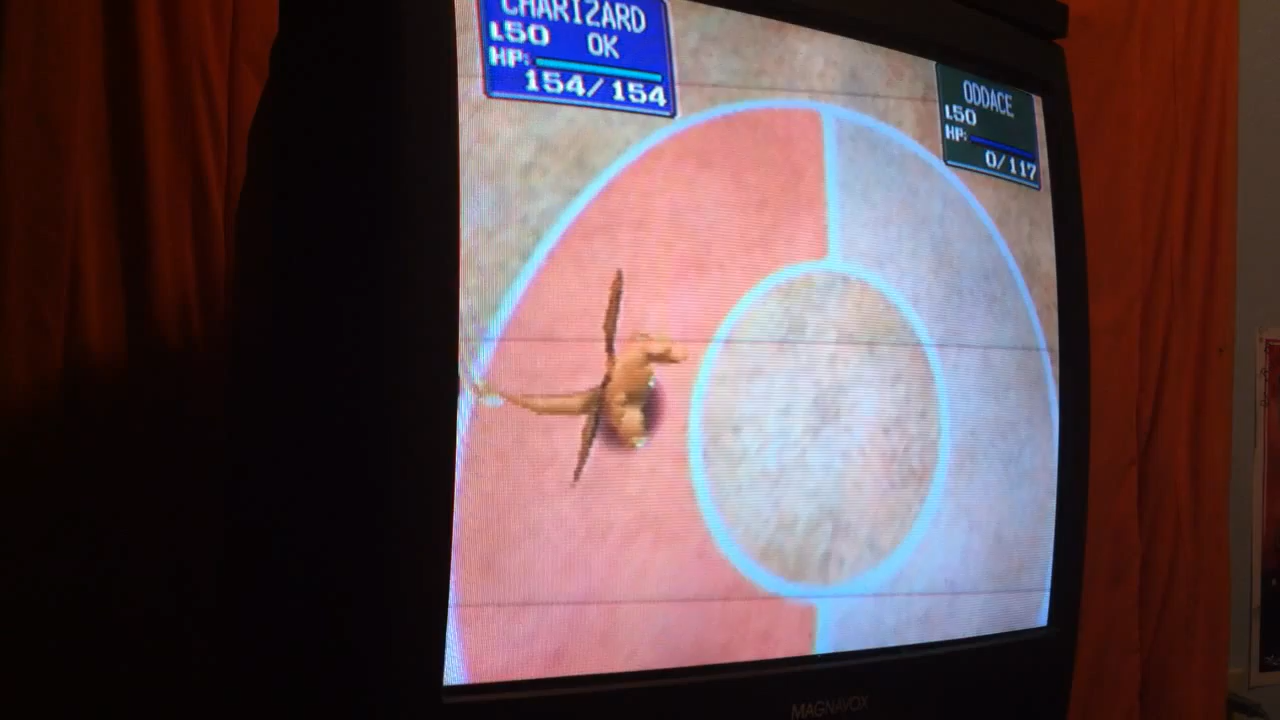 CHARIZARD
L50 OK
HP:
154/154
ODDACE
L50
HP:
0/117
MAGNAVOX